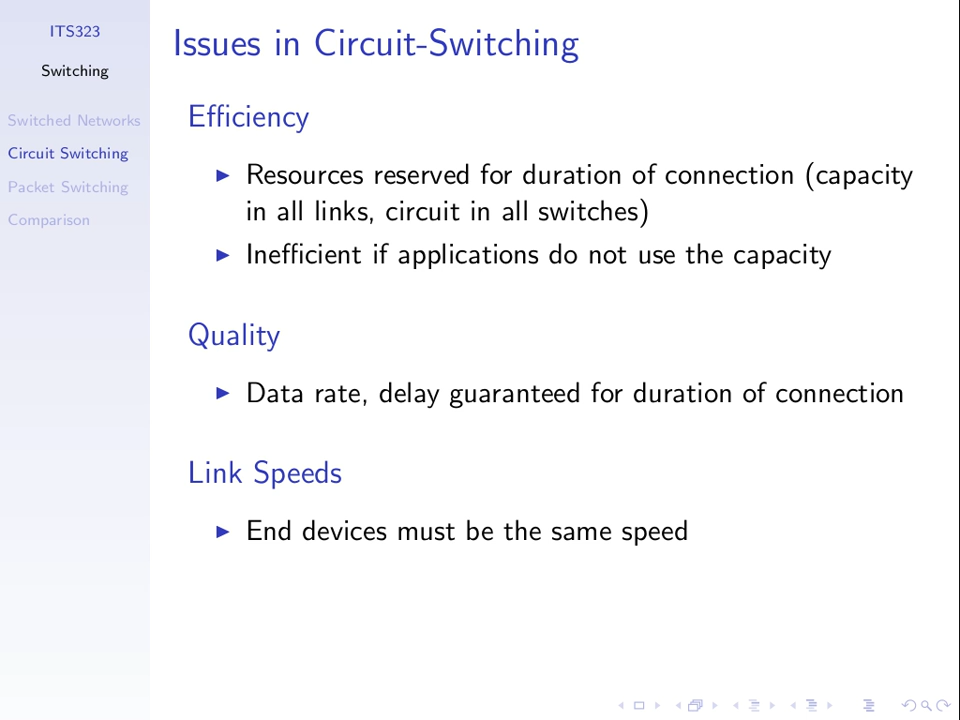 ITS323
Switching
Switched Networks
Circuit Switching
Packet Switching
Comparison
Issues in Circuit-Switching
Efficiency
Resources reserved for duration of connection (capacity
in all links, circuit in all switches)
Inefficient if applications do not use the capacity
Quality
Data rate, delay guaranteed for duration of connection
Link Speeds
End devices must be the same speed